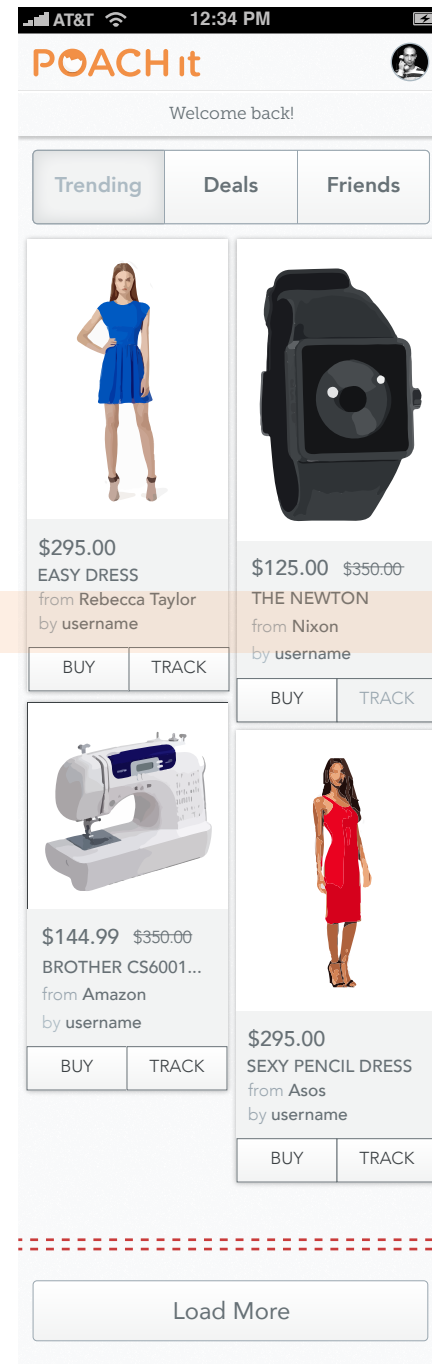 AT&T 12:34 PM
POACH it
Welcome back!
Trending Deals Friends
$295.00
EASY DRESS
from Rebecca Taylor
by username
BUY TRACK
$125.00 $350.00
THE NEWTON
from Nixon
by username
BUY TRACK
$144.99 $350.00
BROTHER CS6001...
from Amazon
by username
BUY TRACK
$295.00
SEXY PENCIL DRESS
from Asos
by username
BUY TRACK
Load More